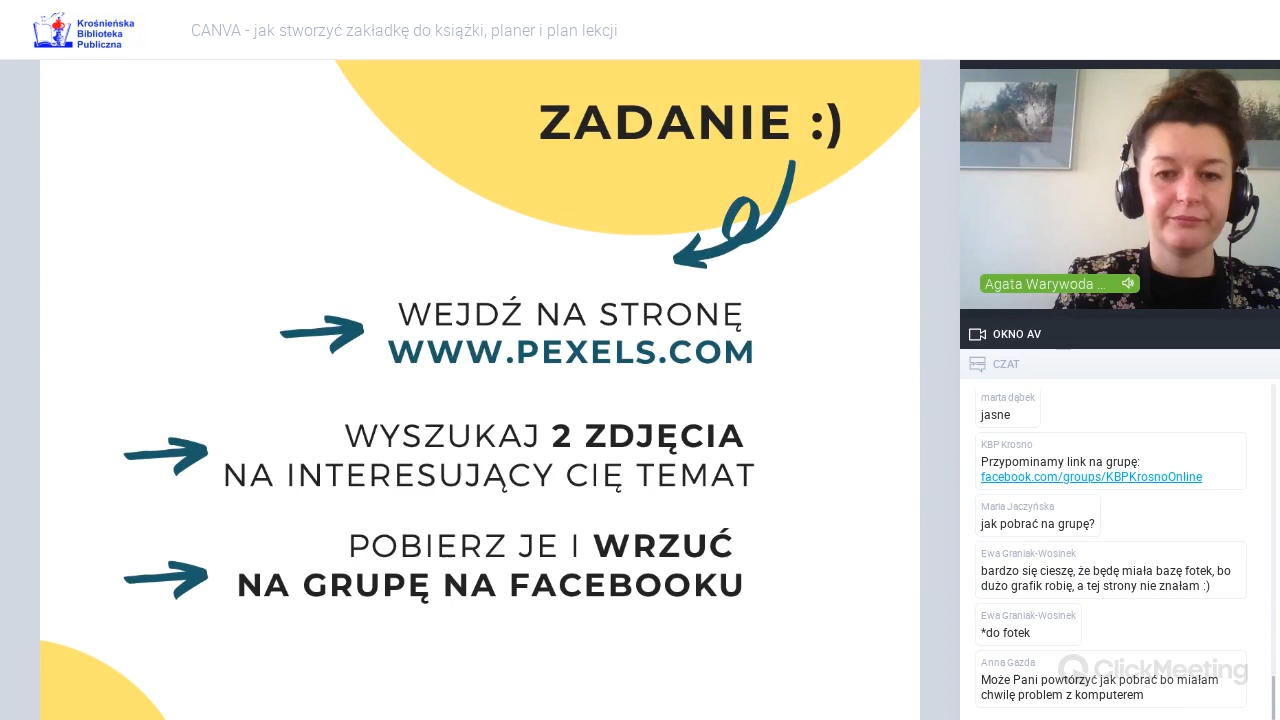 Krośnieńska
Biblioteka
Publiczna
CANVA - jak stworzyć zakładkę do książki, planer i plan lekcji
ZADANIE :)
WEJDŹ NA STRONĘ
WWW.PEXELS.COM
WYSZUKAJ 2 ZDJĘCIA
NA INTERESUJĄCY CIĘ TEMAT
POBIERZ JE I WRZUĆ
NA GRUPĘ NA FACEBOOKU
Agata Warywoda ...
OKNO AV
CZAT
marta dąbek
jasne
KBP Krosno
Przypominamy link na grupę:
facebook.com/groups/KBPKrosnoOnline
Maria Jaczyńska
jak pobrać na grupę?
Ewa Graniak-Wosinek
bardzo się cieszę, że będę miała bazę fotek, bo
dużo grafik robię, a tej strony nie znałam :)
Ewa Graniak-Wosinek
*do fotek
Anna Gazda
Może Pani powtórzyć jak pobrać bo miałam
chwilę problem z komputerem
ClickMeeting